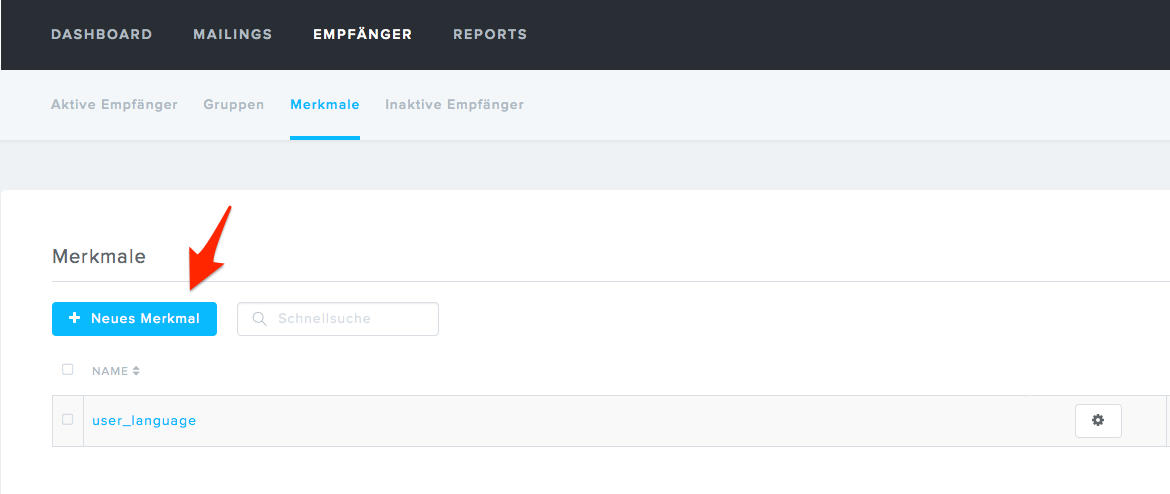 DASHBOARD MAILINGS EMPFÄNGER REPORTS
Aktive Empfänger Gruppen Merkmale Inaktive Empfänger
Merkmale
+ Neues Merkmal Schnellsuche
NAME
user_language